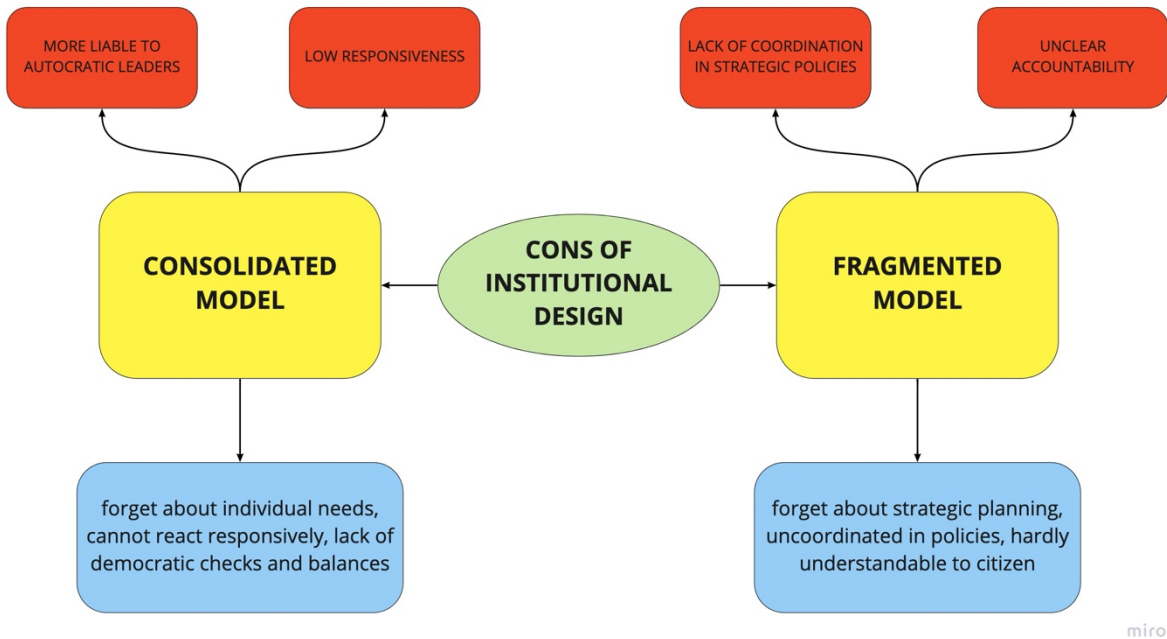 MORE LIABLE TO
AUTOCRATIC LEADERS
LOW RESPONSIVENESS
LACK OF COORDINATION
IN STRATEGIC POLICIES
UNCLEAR
ACCOUNTABILITY
CONSOLIDATED
MODEL
CONS OF
INSTITUTIONAL
DESIGN
FRAGMENTED
MODEL
forget about individual needs,
cannot react responsively, lack of
democratic checks and balances
forget about strategic planning,
uncoordinated in policies, hardly
understandable to citizen
miro